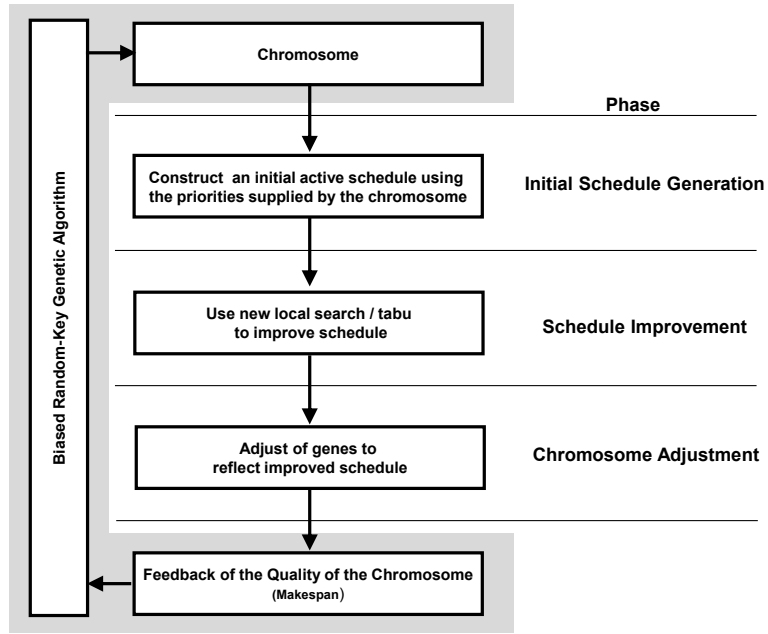 Biased Random-Key Genetic Algorithm
Chromosome
Phase
Construct an initial active schedule using
the priorities supplied by the chromosome
Initial Schedule Generation
Use new local search / tabu
to improve schedule
Schedule Improvement
Adjust of genes to
reflect improved schedule
Chromosome Adjustment
Feedback of the Quality of the Chromosome
(Makespan)